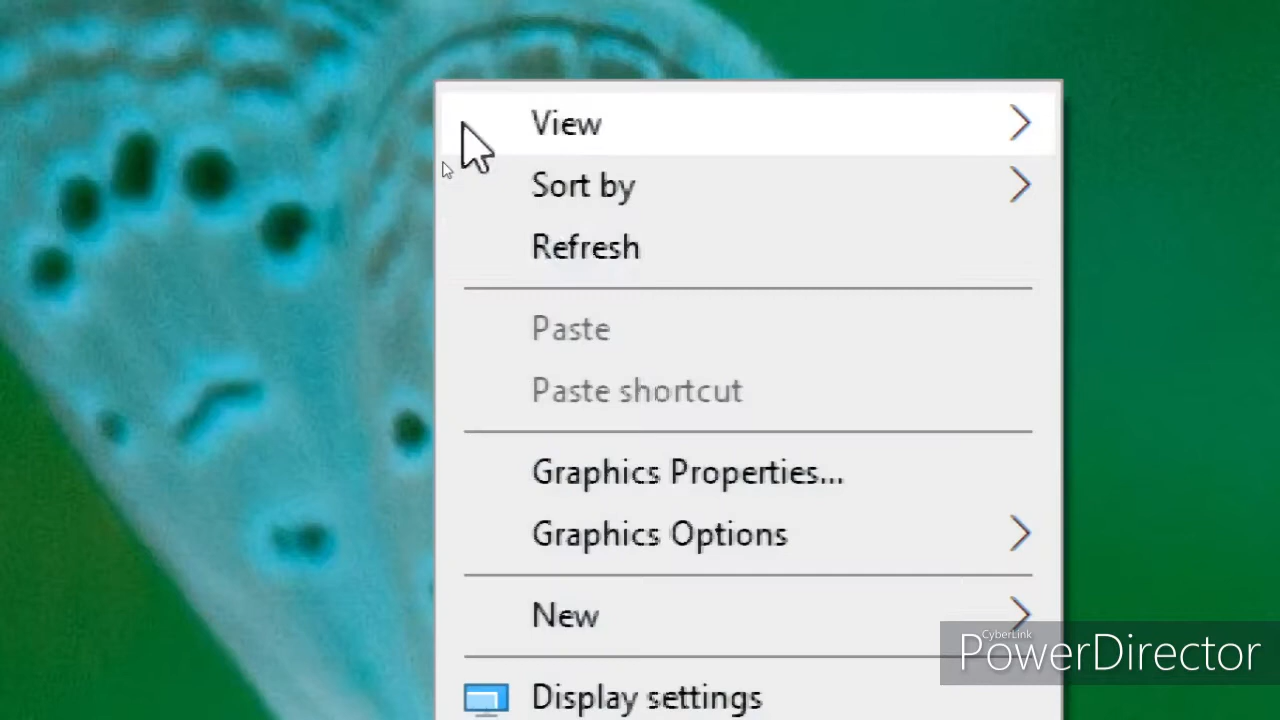 View
Sort by
Refresh
Paste
Paste shortcut
Graphics Properties...
Graphics Options
New
CyberLink
PowerDirector
Display settings